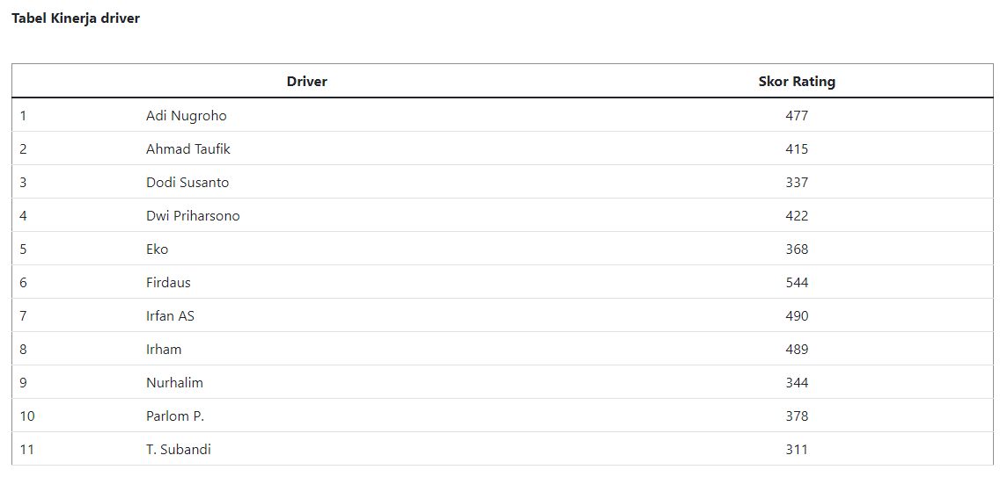 Tabel Kinerja driver
Driver Skor Rating
1 Adi Nugroho 477
2 Ahmad Taufik 415
3 Dodi Susanto 337
4 Dwi Priharsono 422
5 Eko 368
6 Firdaus 544
7 Irfan AS 490
8 Irham 489
9 Nurhalim 344
10 Parlom P. 378
11 T. Subandi 311